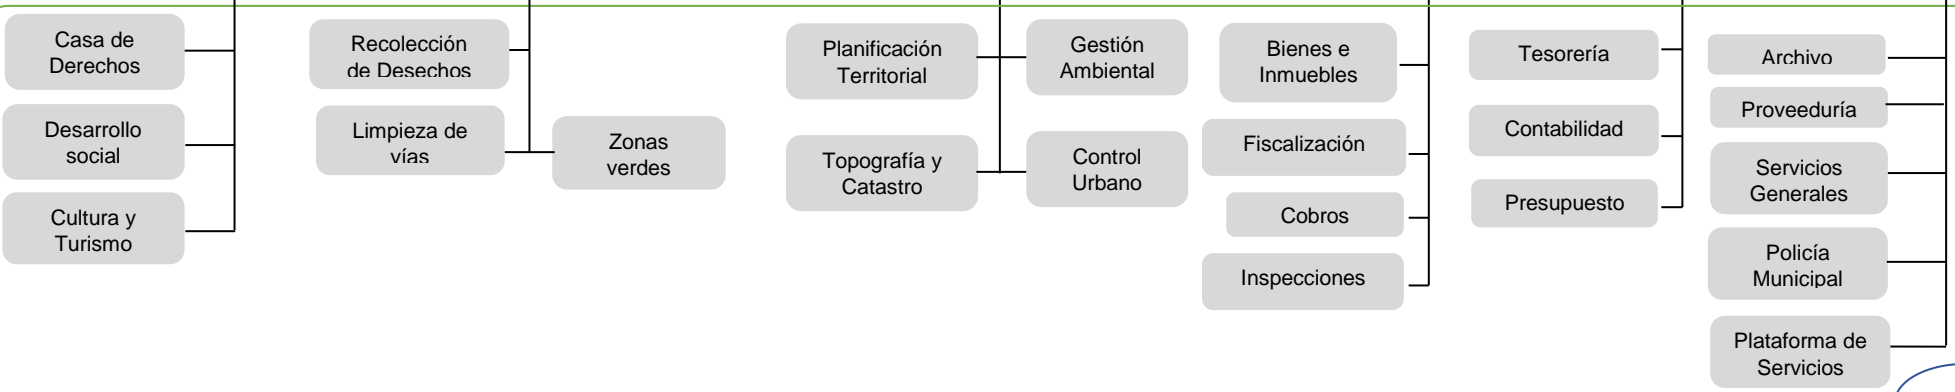 Casa de
Derechos
Desarrollo
social
Cultura y
Turismo
Recolección
de Desechos
Limpieza de
vías
Zonas
verdes
Planificación
Territorial
Topografía y
Catastro
Gestión
Ambiental
Control
Urbano
Bienes e
Inmuebles
Fiscalización
Cobros
Inspecciones
Tesorería
Contabilidad
Presupuesto
Archivo
Proveeduría
Servicios
Generales
Policía
Municipal
Plataforma de
Servicios